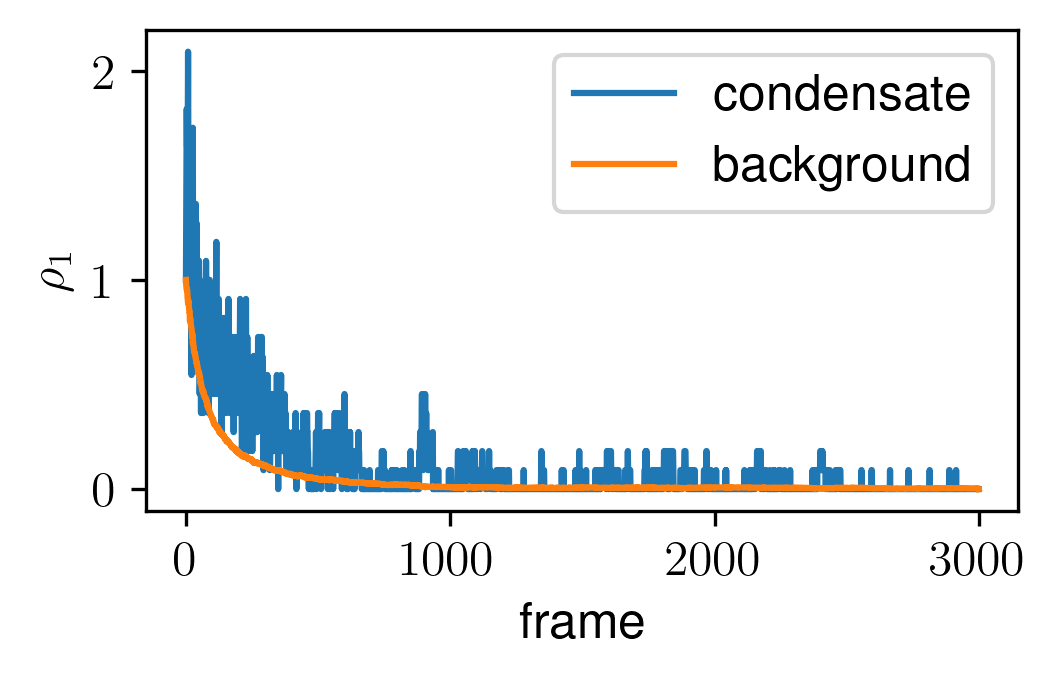 condensate
background
2
1
0
ρ₁
0 1000 2000 3000
frame